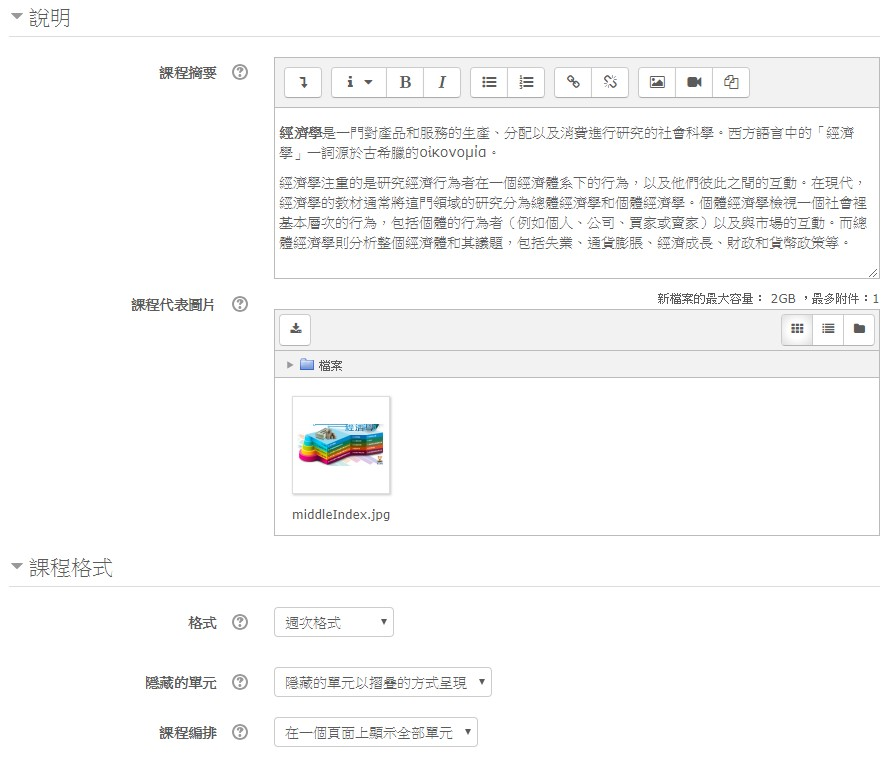 說明
課程摘要
B I
經濟學是一門對產品和服務的生產、分配以及消費進行研究的社會科學。西方語言中的「經濟
學」一詞源於古希臘的οἰκονομία。
經濟學注重的是研究經濟行為者在一個經濟體系下的行為，以及他們彼此之間的互動。在現代，
經濟學的教材通常將這門領域的研究分為總體經濟學和個體經濟學。個體經濟學檢視一個社會裡
基本層次的行為，包括個體的行為者（例如個人、公司、買家或賣家）以及與市場的互動。而總
體經濟學則分析整個經濟體和其議題，包括失業、通貨膨脹、經濟成長、財政和貨幣政策等。
新檔案的最大容量： 2GB ，最多附件：1
課程代表圖片
檔案
經濟學
middleIndex.jpg
課程格式
格式
週次格式
隱藏的單元
隱藏的單元以摺疊的方式呈現
課程編排
在一個頁面上顯示全部單元